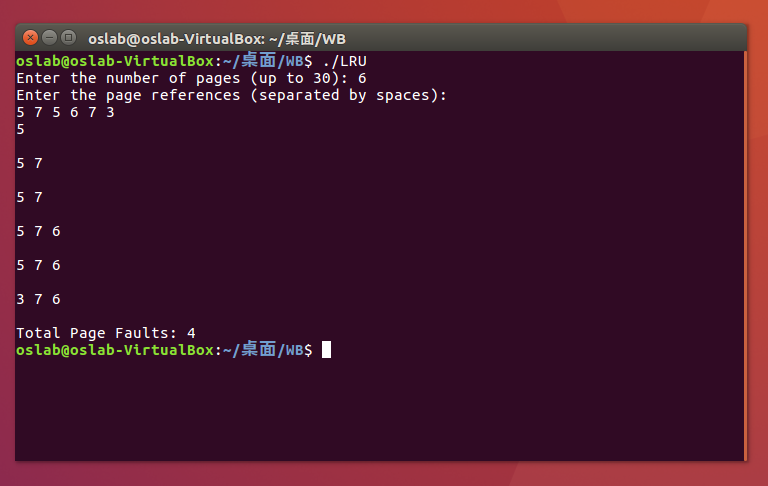 oslab@oslab-VirtualBox: ~/桌面/WB
oslab@oslab-VirtualBox:~/桌面/WB$ ./LRU
Enter the number of pages (up to 30): 6
Enter the page references (separated by spaces):
5 7 5 6 7 3
5
5 7
5 7
5 7 6
5 7 6
3 7 6
Total Page Faults: 4
oslab@oslab-VirtualBox:~/桌面/WB$